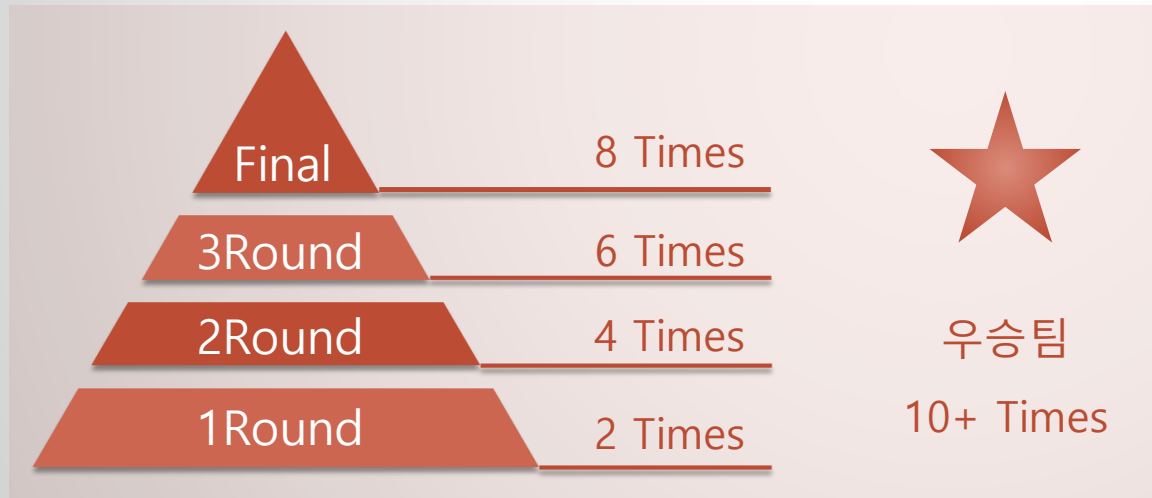 Final
8 Times
3Round
6 Times
2Round
4 Times
1Round
2 Times
우승팀
10+ Times